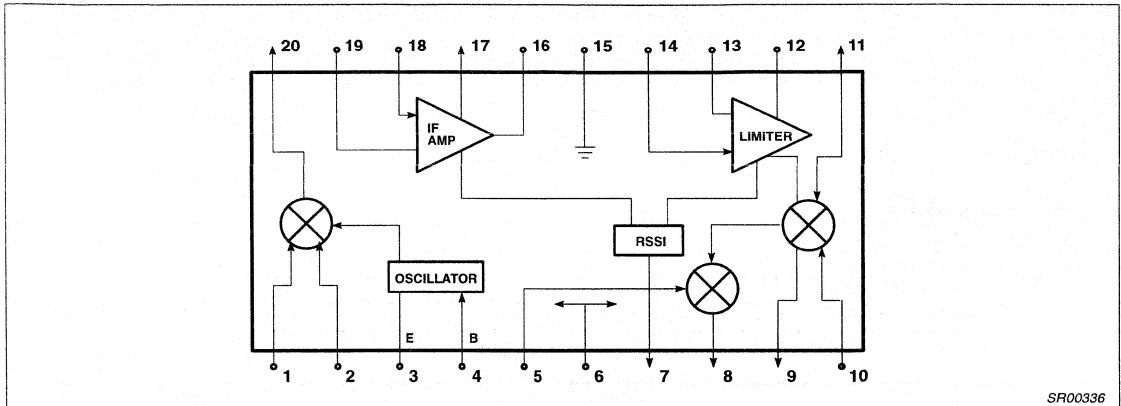 20 19 18 17 16 15 14 13 12 11
IF
AMP
LIMITER
RSSI
OSCILLATOR
E B
1 2 3 4 5 6 7 8 9 10
SR00336